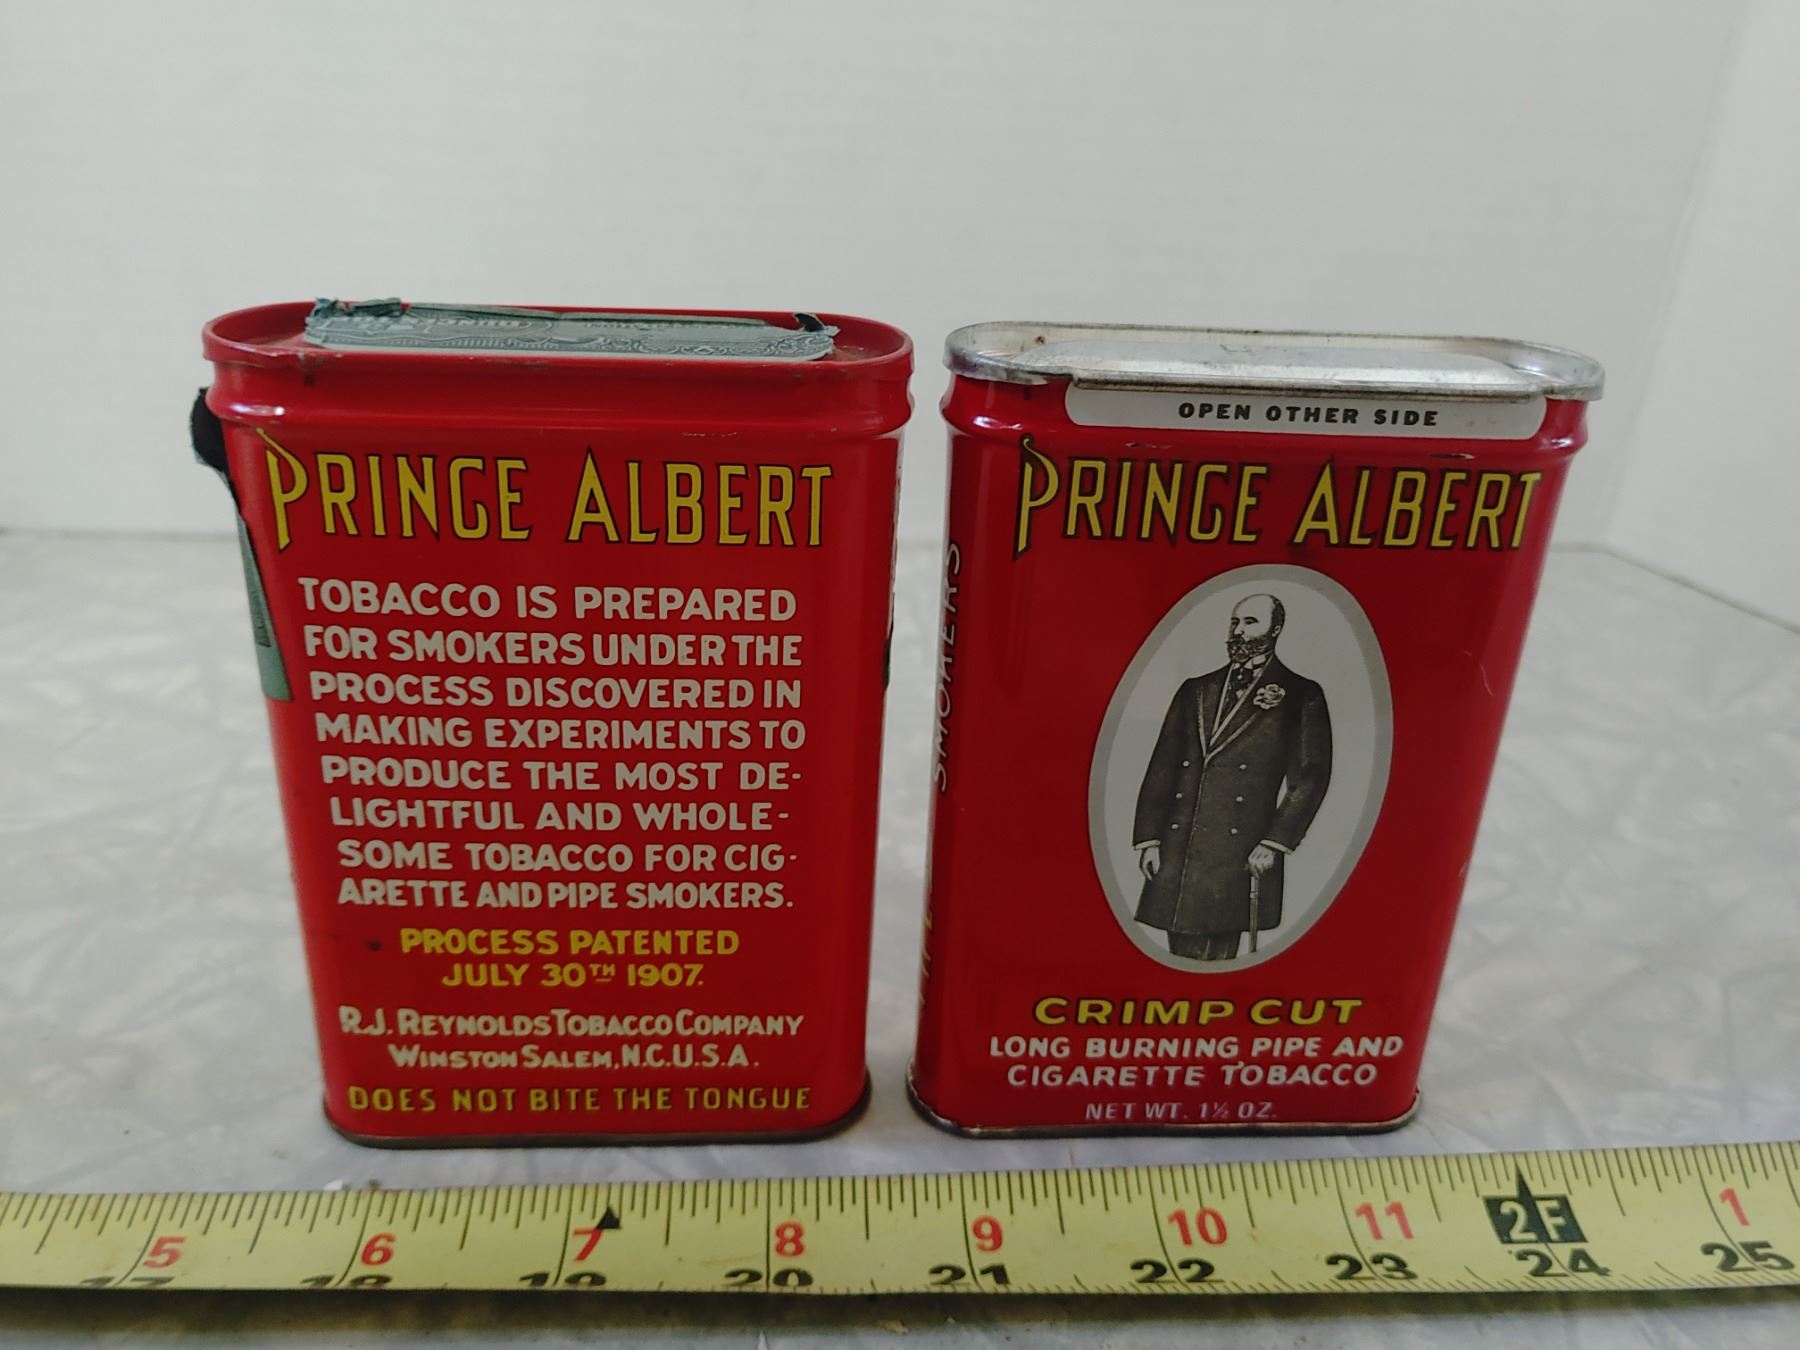 PRINCE ALBERT
TOBACCO IS PREPARED
FOR SMOKERS UNDER THE
PROCESS DISCOVERED IN
MAKING EXPERIMENTS TO
PRODUCE THE MOST DE-
LIGHTFUL AND WHOLE-
SOME TOBACCO FOR CIG-
ARETTE AND PIPE SMOKERS.
PROCESS PATENTED
JULY 30TH 1907.
R.J. REYNOLDS TOBACCO COMPANY
WINSTON SALEM, N.C. U.S.A.
DOES NOT BITE THE TONGUE
OPEN OTHER SIDE
PRINCE ALBERT
SMOKERS
CRIMP CUT
LONG BURNING PIPE AND
CIGARETTE TOBACCO
NET WT. 1½ OZ.
5 6 7 8 9 10 11 2F 1
17 18 19 20 21 22 23 24 25